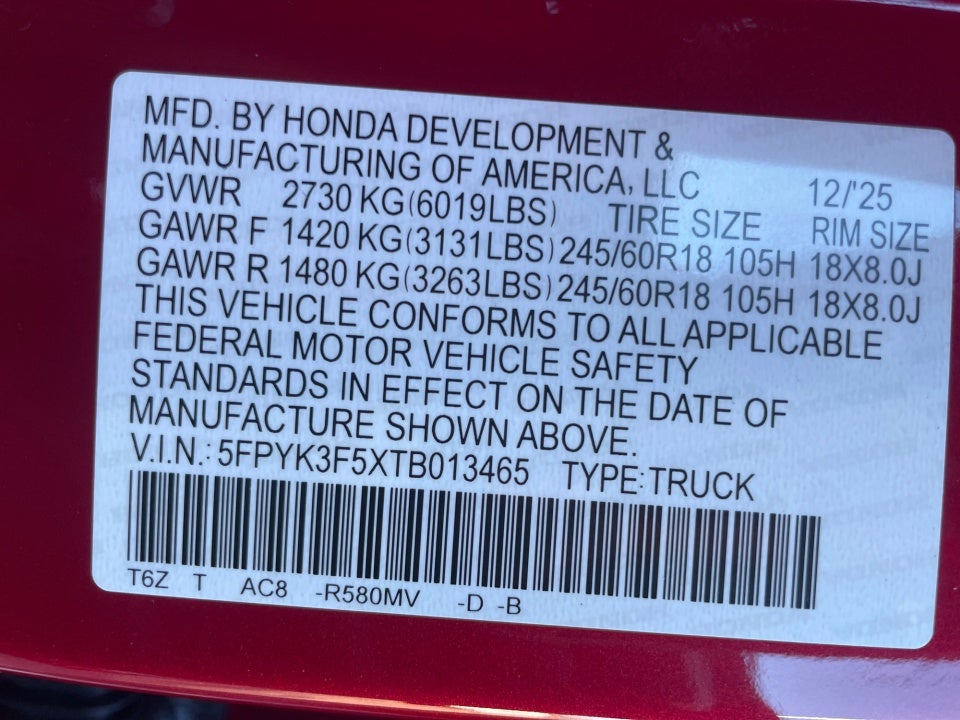 MFD. BY HONDA DEVELOPMENT &
MANUFACTURING OF AMERICA, LLC 12/'25
GVWR 2730 KG(6019LBS) TIRE SIZE RIM SIZE
GAWR F 1420 KG(3131LBS) 245/60R18 105H 18X8.0J
GAWR R 1480 KG(3263LBS) 245/60R18 105H 18X8.0J
THIS VEHICLE CONFORMS TO ALL APPLICABLE
FEDERAL MOTOR VEHICLE SAFETY
STANDARDS IN EFFECT ON THE DATE OF
MANUFACTURE SHOWN ABOVE.
V.I.N.: 5FPYK3F5XTB013465 TYPE:TRUCK
T6Z T AC8 -R580MV -D -B